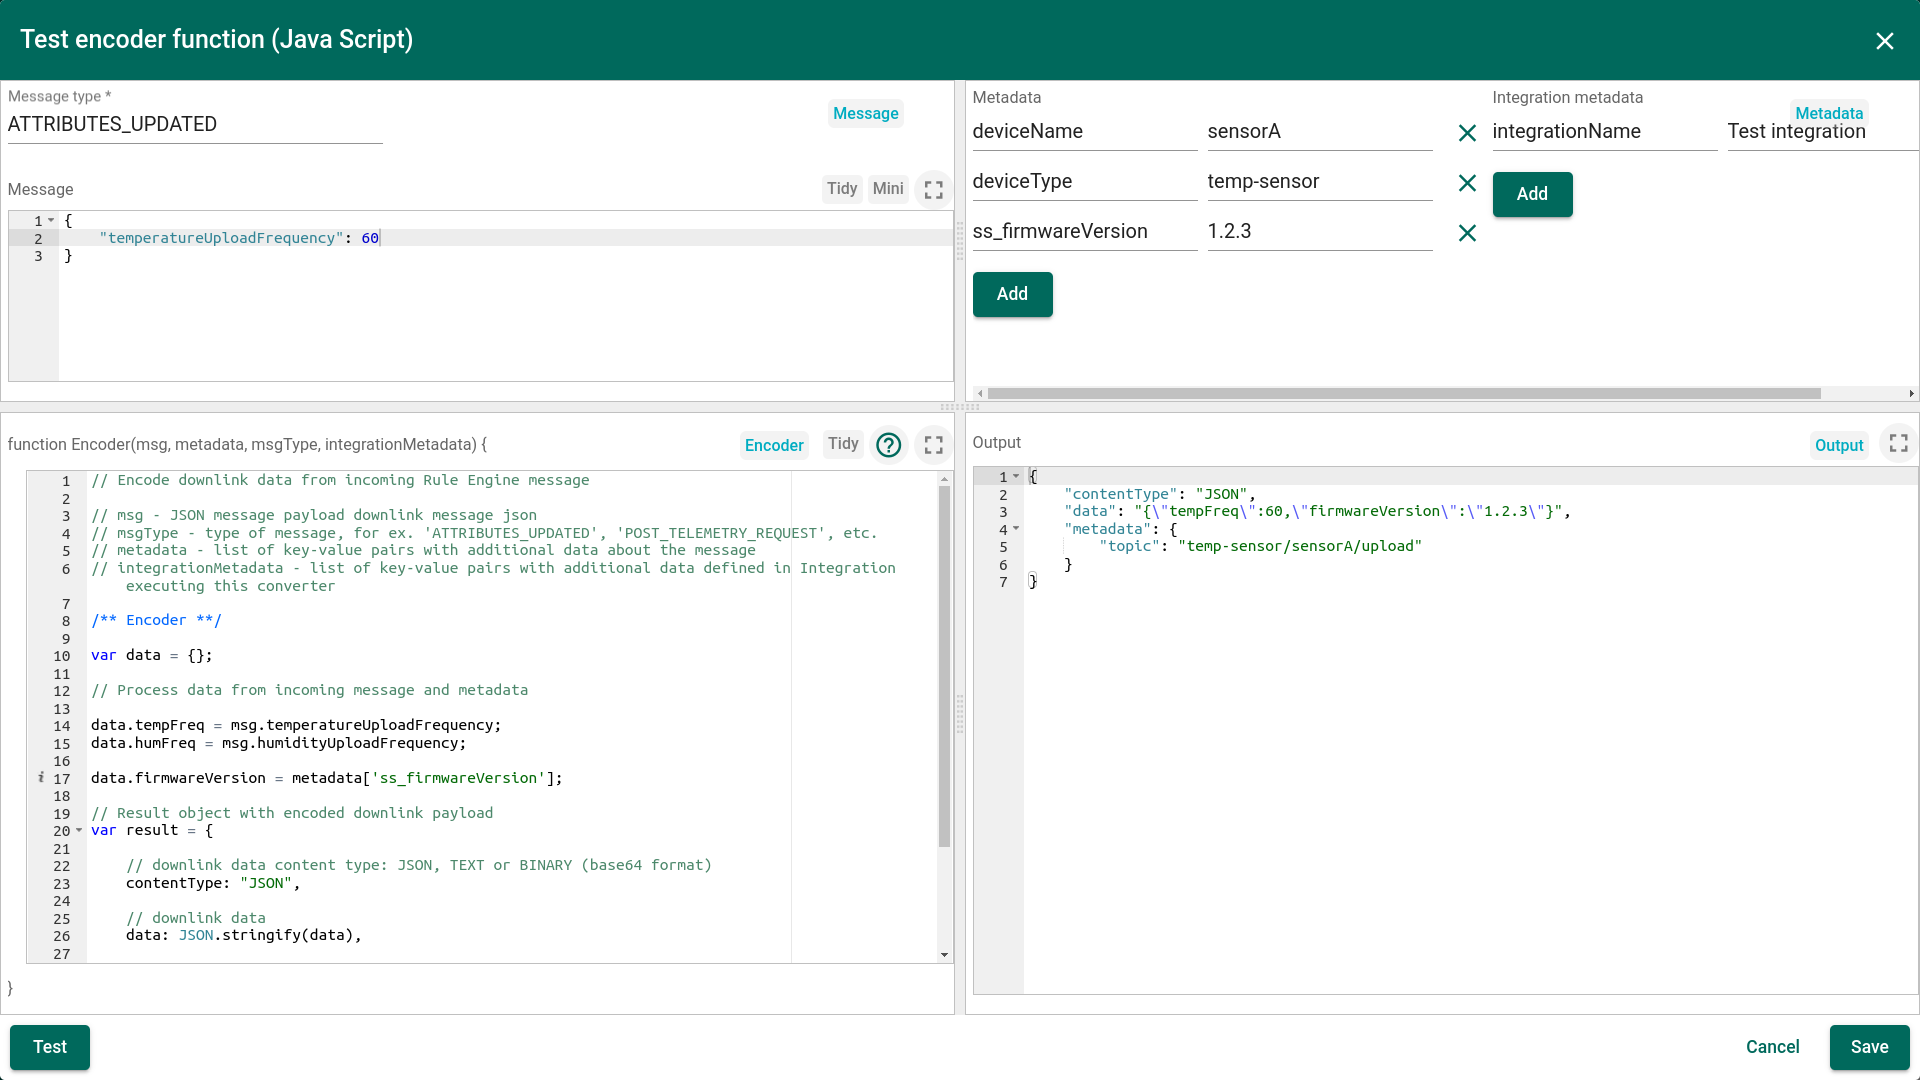 Test encoder function (Java Script)
Message type *
ATTRIBUTES_UPDATED
Message
Message
Tidy
Mini
1 {
2 "temperatureUploadFrequency": 60
3 }
Metadata
Integration metadata
Metadata
deviceName sensorA
integrationName Test integration
deviceType temp-sensor
Add
ss_firmwareVersion 1.2.3
Add
function Encoder(msg, metadata, msgType, integrationMetadata) {
Encoder
Tidy
1 // Encode downlink data from incoming Rule Engine message
2
3 // msg - JSON message payload downlink message json
4 // msgType - type of message, for ex. 'ATTRIBUTES_UPDATED', 'POST_TELEMETRY_REQUEST', etc.
5 // metadata - list of key-value pairs with additional data about the message
6 // integrationMetadata - list of key-value pairs with additional data defined in Integration
executing this converter
7
8 /** Encoder **/
9
10 var data = {};
11
12 // Process data from incoming message and metadata
13
14 data.tempFreq = msg.temperatureUploadFrequency;
15 data.humFreq = msg.humidityUploadFrequency;
16
i 17 data.firmwareVersion = metadata['ss_firmwareVersion'];
18
19 // Result object with encoded downlink payload
20 var result = {
21
22 // downlink data content type: JSON, TEXT or BINARY (base64 format)
23 contentType: "JSON",
24
25 // downlink data
26 data: JSON.stringify(data),
27
}
Output
Output
1 {
2 "contentType": "JSON",
3 "data": "{\"tempFreq\":60,\"firmwareVersion\":\"1.2.3\"}",
4 "metadata": {
5 "topic": "temp-sensor/sensorA/upload"
6 }
7 }
Test
Cancel
Save